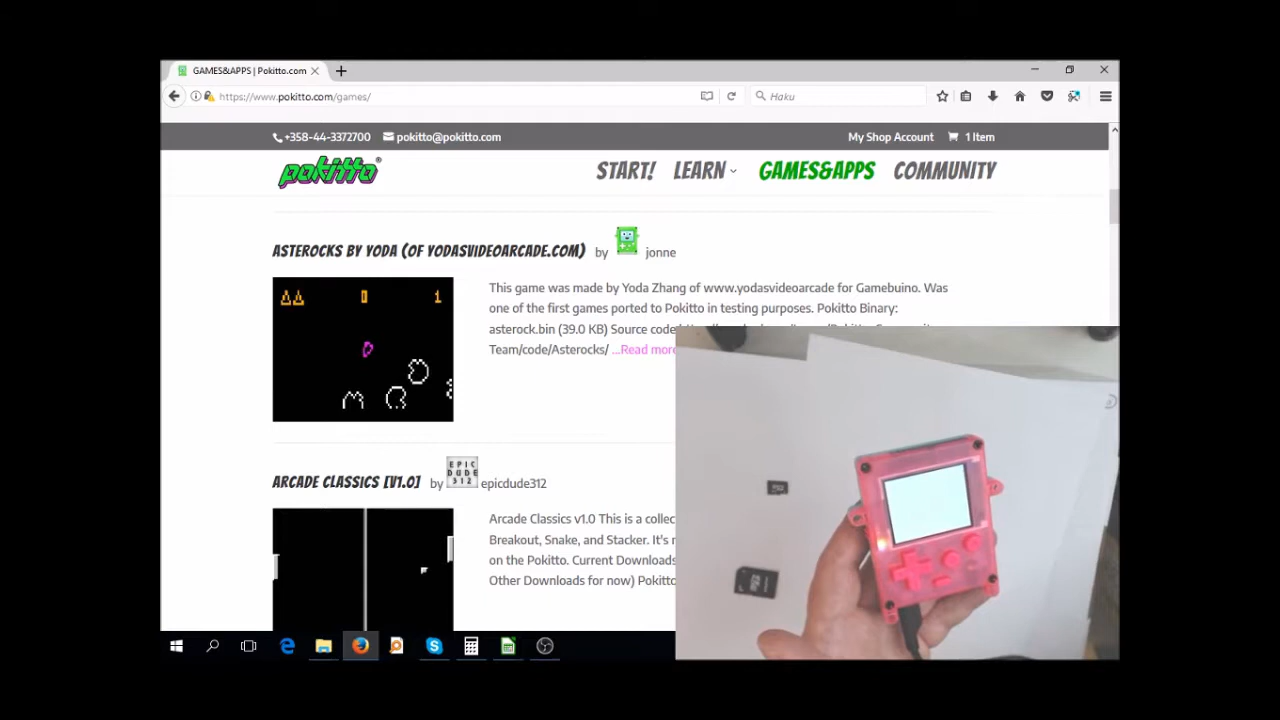 GAMES&APPS | Pokitto.com
https://www.pokitto.com/games/
Haku
+358-44-3372700
pokitto@pokitto.com
My Shop Account
1 Item
pokitto
START!
LEARN
GAMES&APPS
COMMUNITY
ASTEROCKS BY YODA (OF YODASVIDEOARCADE.COM)
by
jonne
0
1
This game was made by Yoda Zhang of www.yodasvideoarcade for Gamebuino. Was
one of the first games ported to Pokitto in testing purposes. Pokitto Binary:
asterock.bin (39.0 KB) Source code
Team/code/Asterocks/ ...Read more
ARCADE CLASSICS [V1.0]
by
EPIC
DUDE
312
epicdude312
Arcade Classics v1.0 This is a collec
Breakout, Snake, and Stacker. It's
on the Pokitto. Current Downloads
Other Downloads for now) Pokitto